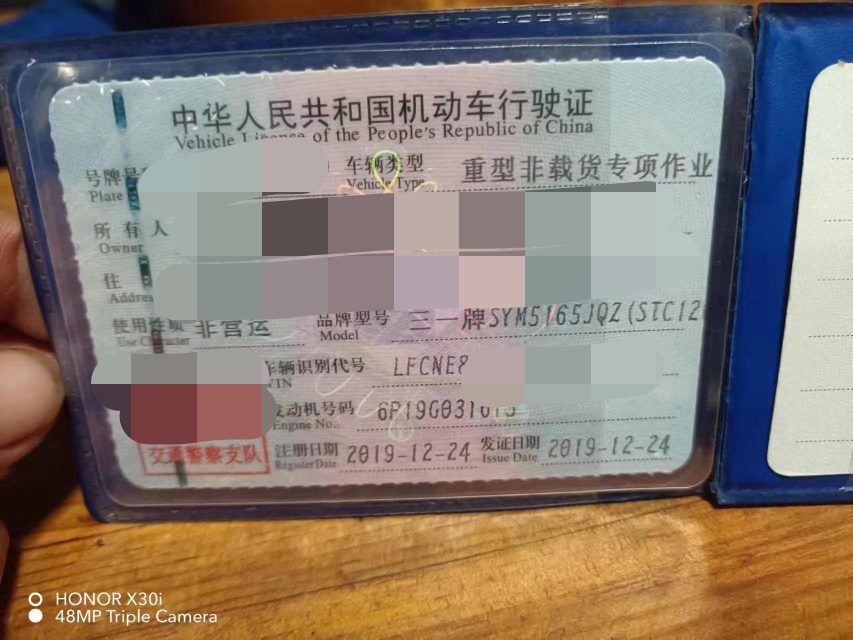 中华人民共和国机动车行驶证
Vehicle License of the People's Republic of China
号牌号 车辆类型 重型非载货专项作业
Plate Vehicle Type
所有人
Owner
住
Address
使用性质 非营运 品牌型号 三一牌SYM5165JQZ(STC12
Use Character Model
车辆识别代号 LFCNE8
VIN
发动机号码 6P19G031
Engine No.
交通警察支队 注册日期 2019-12-24 发证日期 2019-12-24
Register Date Issue Date
HONOR X30i
48MP Triple Camera